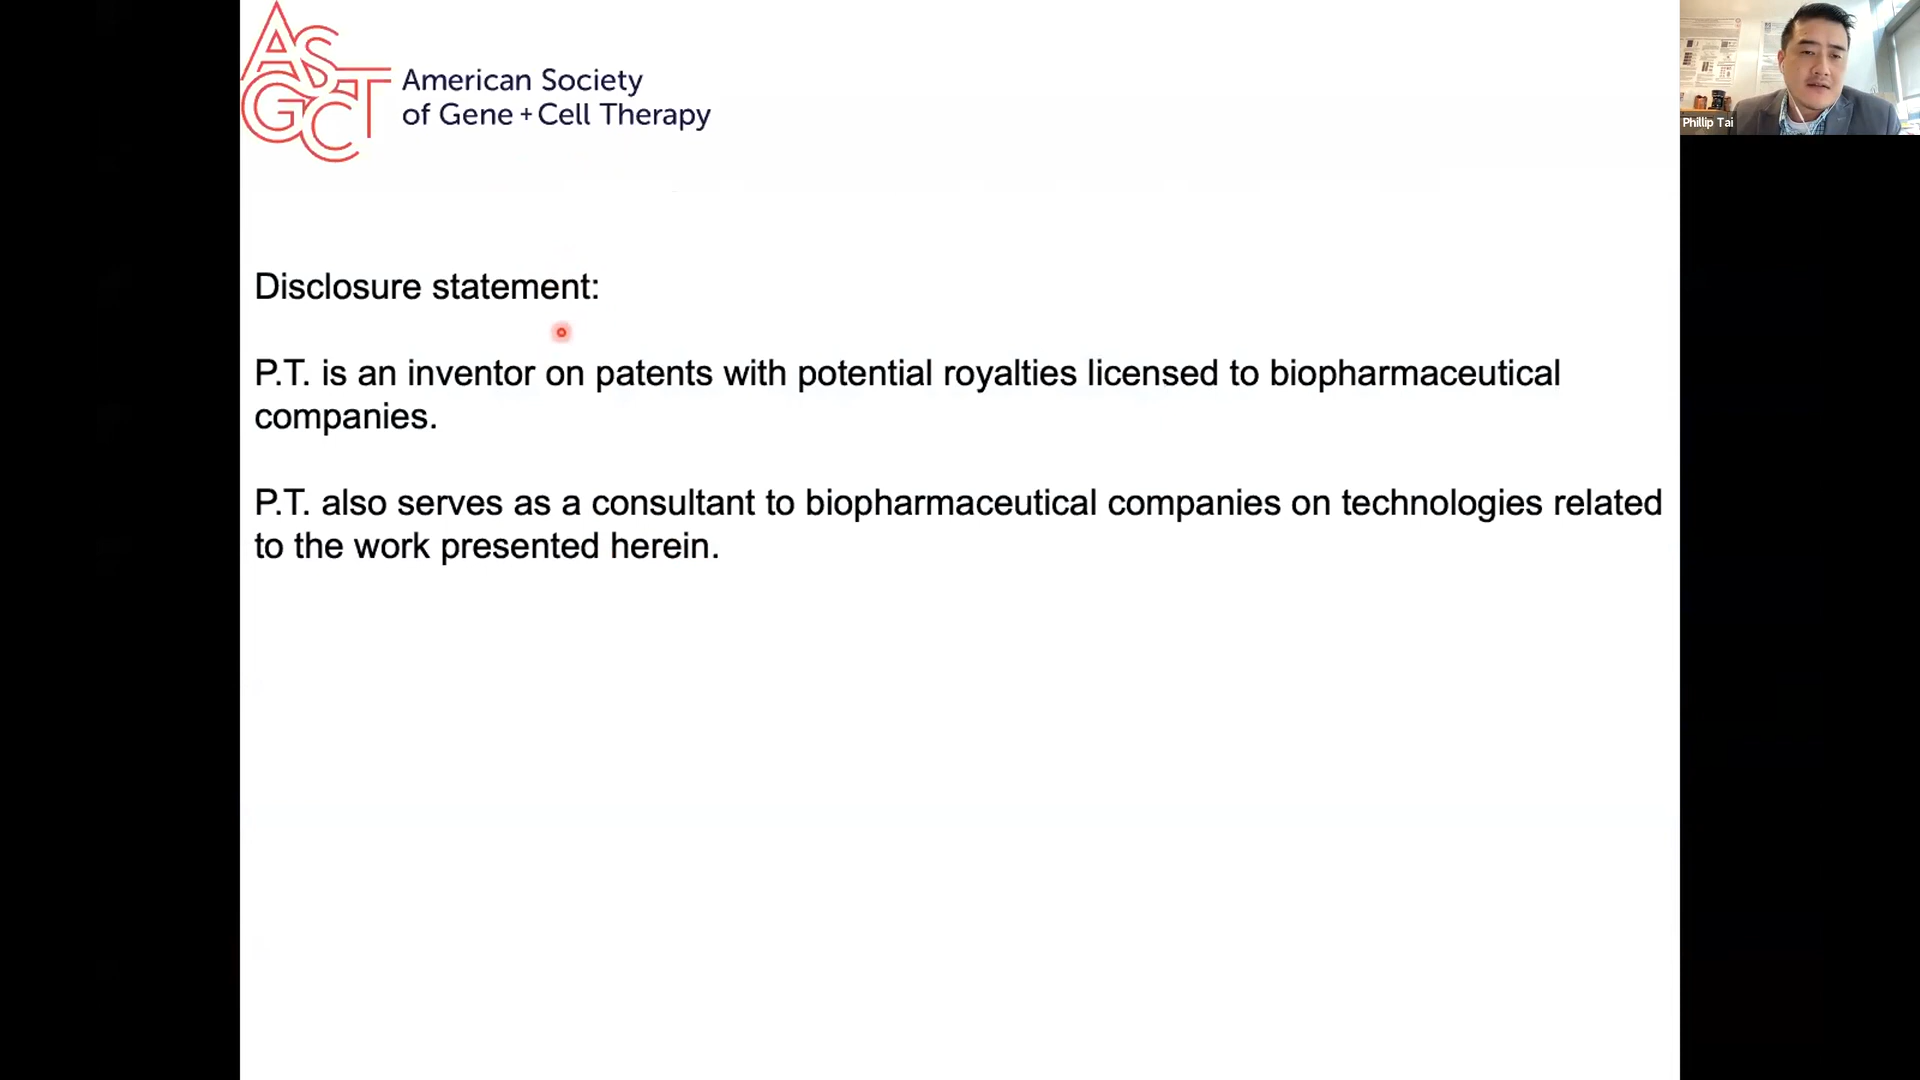 ASGCT
American Society
of Gene + Cell Therapy
Phillip Tai
Disclosure statement:
P.T. is an inventor on patents with potential royalties licensed to biopharmaceutical
companies.
P.T. also serves as a consultant to biopharmaceutical companies on technologies related
to the work presented herein.